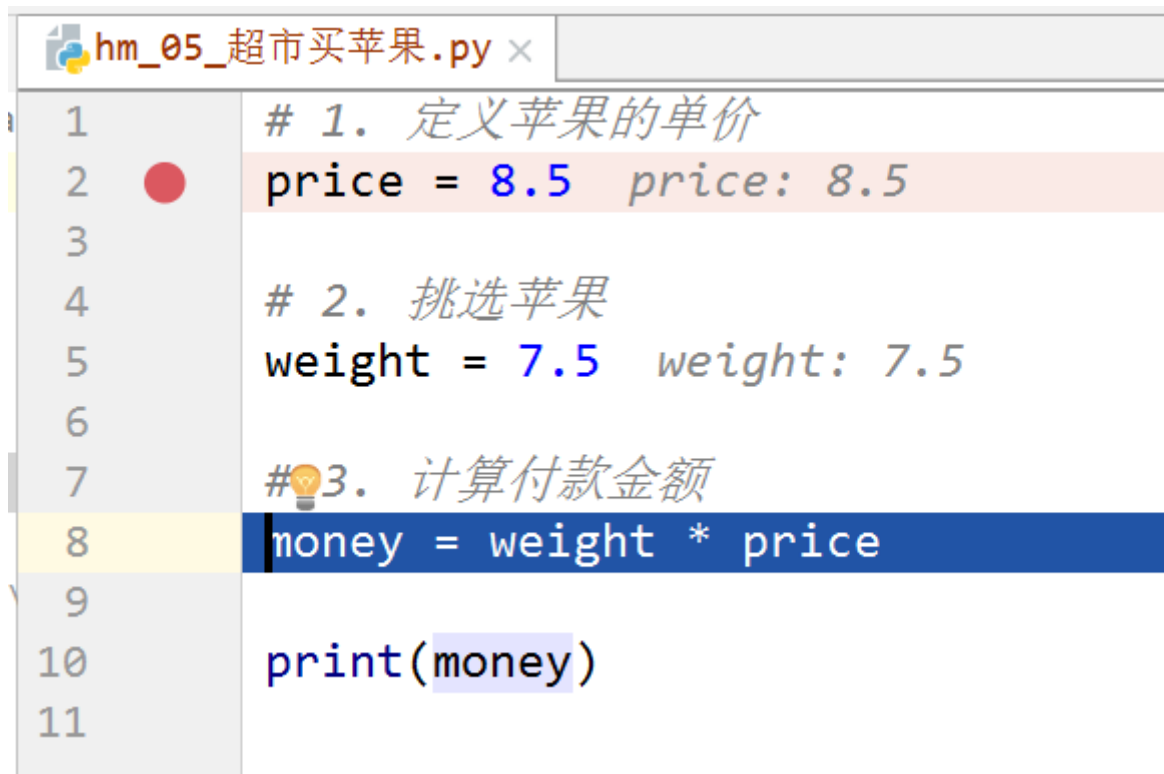 hm_05_超市买苹果.py ×
1 # 1. 定义苹果的单价
2 price = 8.5 price: 8.5
3
4 # 2. 挑选苹果
5 weight = 7.5 weight: 7.5
6
7 # 3. 计算付款金额
8 money = weight * price
9
10 print(money)
11